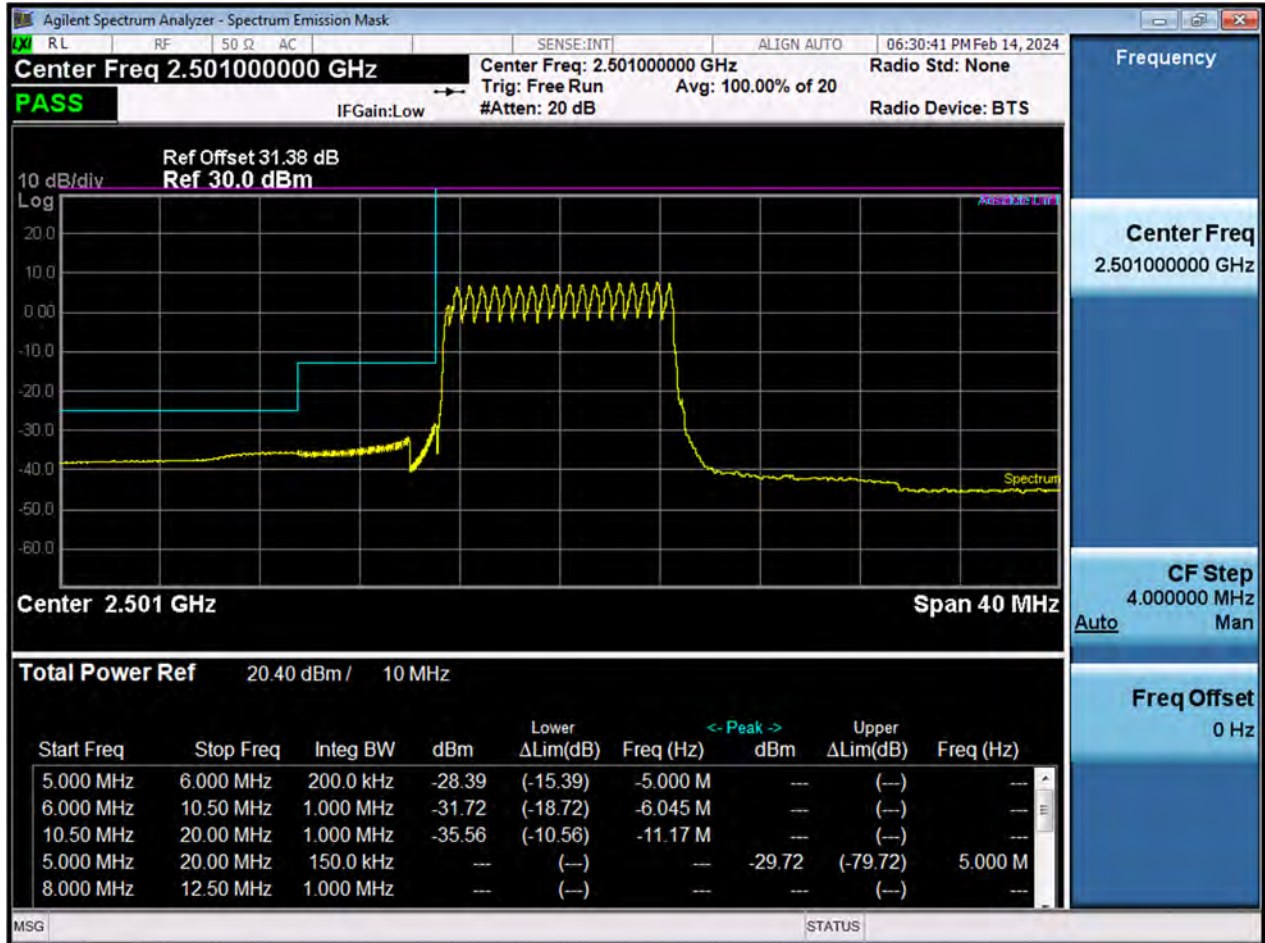 Agilent Spectrum Analyzer - Spectrum Emission Mask
LXI RL RF 50 Ω AC SENSE:INT ALIGN AUTO 06:30:41 PM Feb 14, 2024
Center Freq 2.501000000 GHz Center Freq: 2.501000000 GHz Radio Std: None
Trig: Free Run Avg: 100.00% of 20
PASS IFGain:Low #Atten: 20 dB Radio Device: BTS
Ref Offset 31.38 dB
10 dB/div Ref 30.0 dBm
Log
Absolute Limit
20.0
10.0
0.00
-10.0
-20.0
-30.0
-40.0
Spectrum
-50.0
-60.0
Center 2.501 GHz Span 40 MHz
Total Power Ref 20.40 dBm / 10 MHz
Lower <- Peak -> Upper
Start Freq Stop Freq Integ BW dBm ΔLim(dB) Freq (Hz) dBm ΔLim(dB) Freq (Hz)
5.000 MHz 6.000 MHz 200.0 kHz -28.39 (-15.39) -5.000 M --- (---) ---
6.000 MHz 10.50 MHz 1.000 MHz -31.72 (-18.72) -6.045 M --- (---) ---
10.50 MHz 20.00 MHz 1.000 MHz -35.56 (-10.56) -11.17 M --- (---) ---
5.000 MHz 20.00 MHz 150.0 kHz --- (---) --- -29.72 (-79.72) 5.000 M
8.000 MHz 12.50 MHz 1.000 MHz --- (---) --- --- (---) ---
MSG STATUS
Frequency
Center Freq
2.501000000 GHz
CF Step
4.000000 MHz
Auto Man
Freq Offset
0 Hz